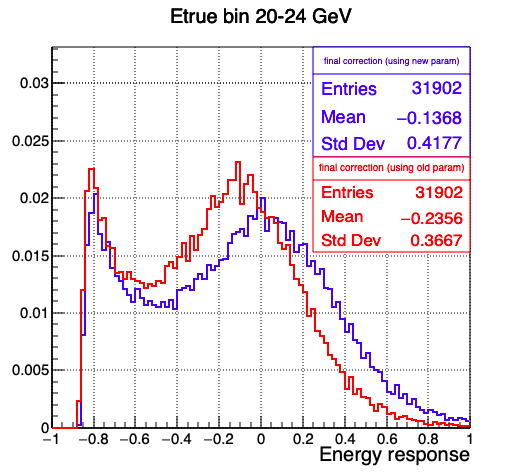 Etrue bin 20-24 GeV
final correction (using new param)
Entries 31902
Mean −0.1368
Std Dev 0.4177
final correction (using old param)
Entries 31902
Mean −0.2356
Std Dev 0.3667
0.03
0.025
0.02
0.015
0.01
0.005
0
−1 −0.8 −0.6 −0.4 −0.2 0 0.2 0.4 0.6 0.8 1
Energy response